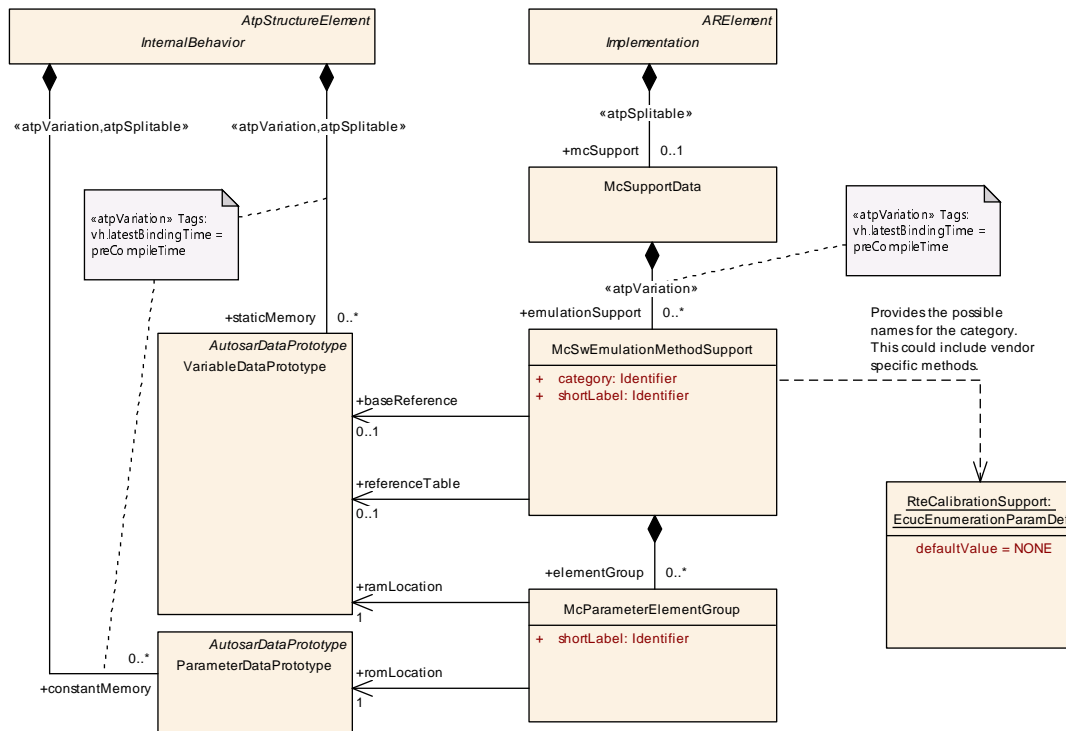 AtpStructureElement
InternalBehavior
ARElement
Implementation
«atpVariation,atpSplitable»
«atpVariation,atpSplitable»
«atpSplitable»
+mcSupport
0..1
McSupportData
«atpVariation» Tags:
vh.latestBindingTime =
preCompileTime
«atpVariation» Tags:
vh.latestBindingTime =
preCompileTime
«atpVariation»
+emulationSupport
0..*
+staticMemory
0..*
Provides the possible
names for the category.
This could include vendor
specific methods.
AutosarDataPrototype
VariableDataPrototype
McSwEmulationMethodSupport
+ category: Identifier
+ shortLabel: Identifier
+baseReference
0..1
+referenceTable
0..1
RteCalibrationSupport:
EcucEnumerationParamDef
defaultValue = NONE
+elementGroup
0..*
+ramLocation
1
McParameterElementGroup
+ shortLabel: Identifier
AutosarDataPrototype
ParameterDataPrototype
0..*
+constantMemory
+romLocation
1